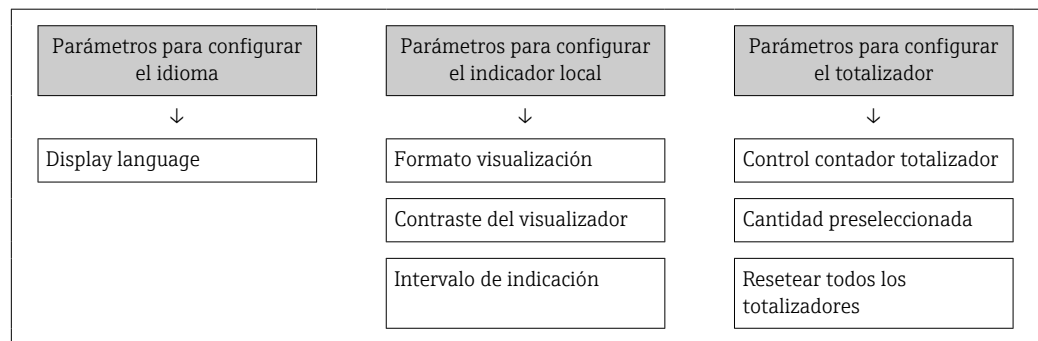 Parámetros para configurar
el idioma
↓
Display language
Parámetros para configurar
el indicador local
↓
Formato visualización
Contraste del visualizador
Intervalo de indicación
Parámetros para configurar
el totalizador
↓
Control contador totalizador
Cantidad preseleccionada
Resetear todos los
totalizadores